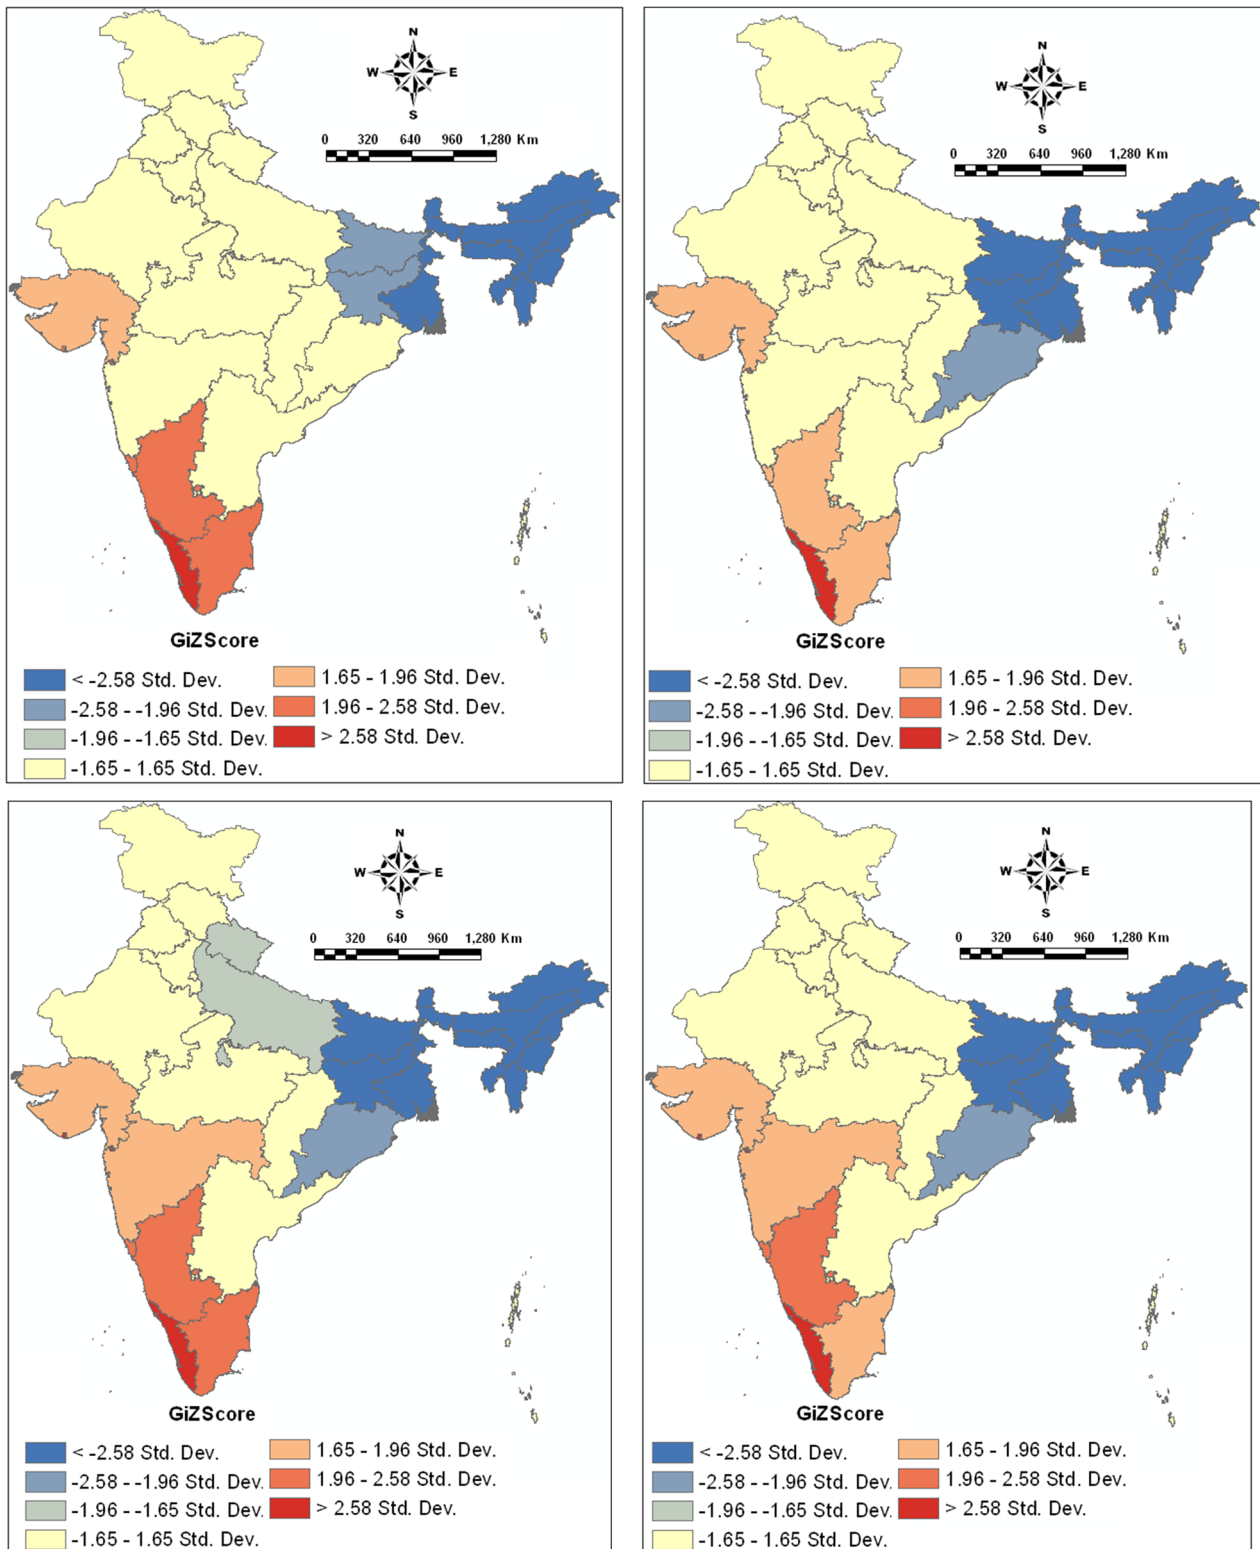 N
W E
S
0 320 640 960 1,280 Km
GiZScore
< -2.58 Std. Dev.
-2.58 - -1.96 Std. Dev.
-1.96 - -1.65 Std. Dev.
-1.65 - 1.65 Std. Dev.
1.65 - 1.96 Std. Dev.
1.96 - 2.58 Std. Dev.
> 2.58 Std. Dev.
N
W E
S
0 320 640 960 1,280 Km
GiZScore
< -2.58 Std. Dev.
-2.58 - -1.96 Std. Dev.
-1.96 - -1.65 Std. Dev.
-1.65 - 1.65 Std. Dev.
1.65 - 1.96 Std. Dev.
1.96 - 2.58 Std. Dev.
> 2.58 Std. Dev.
N
W E
S
0 320 640 960 1,280 Km
GiZScore
< -2.58 Std. Dev.
-2.58 - -1.96 Std. Dev.
-1.96 - -1.65 Std. Dev.
-1.65 - 1.65 Std. Dev.
1.65 - 1.96 Std. Dev.
1.96 - 2.58 Std. Dev.
> 2.58 Std. Dev.
N
W E
S
0 320 640 960 1,280 Km
GiZScore
< -2.58 Std. Dev.
-2.58 - -1.96 Std. Dev.
-1.96 - -1.65 Std. Dev.
-1.65 - 1.65 Std. Dev.
1.65 - 1.96 Std. Dev.
1.96 - 2.58 Std. Dev.
> 2.58 Std. Dev.